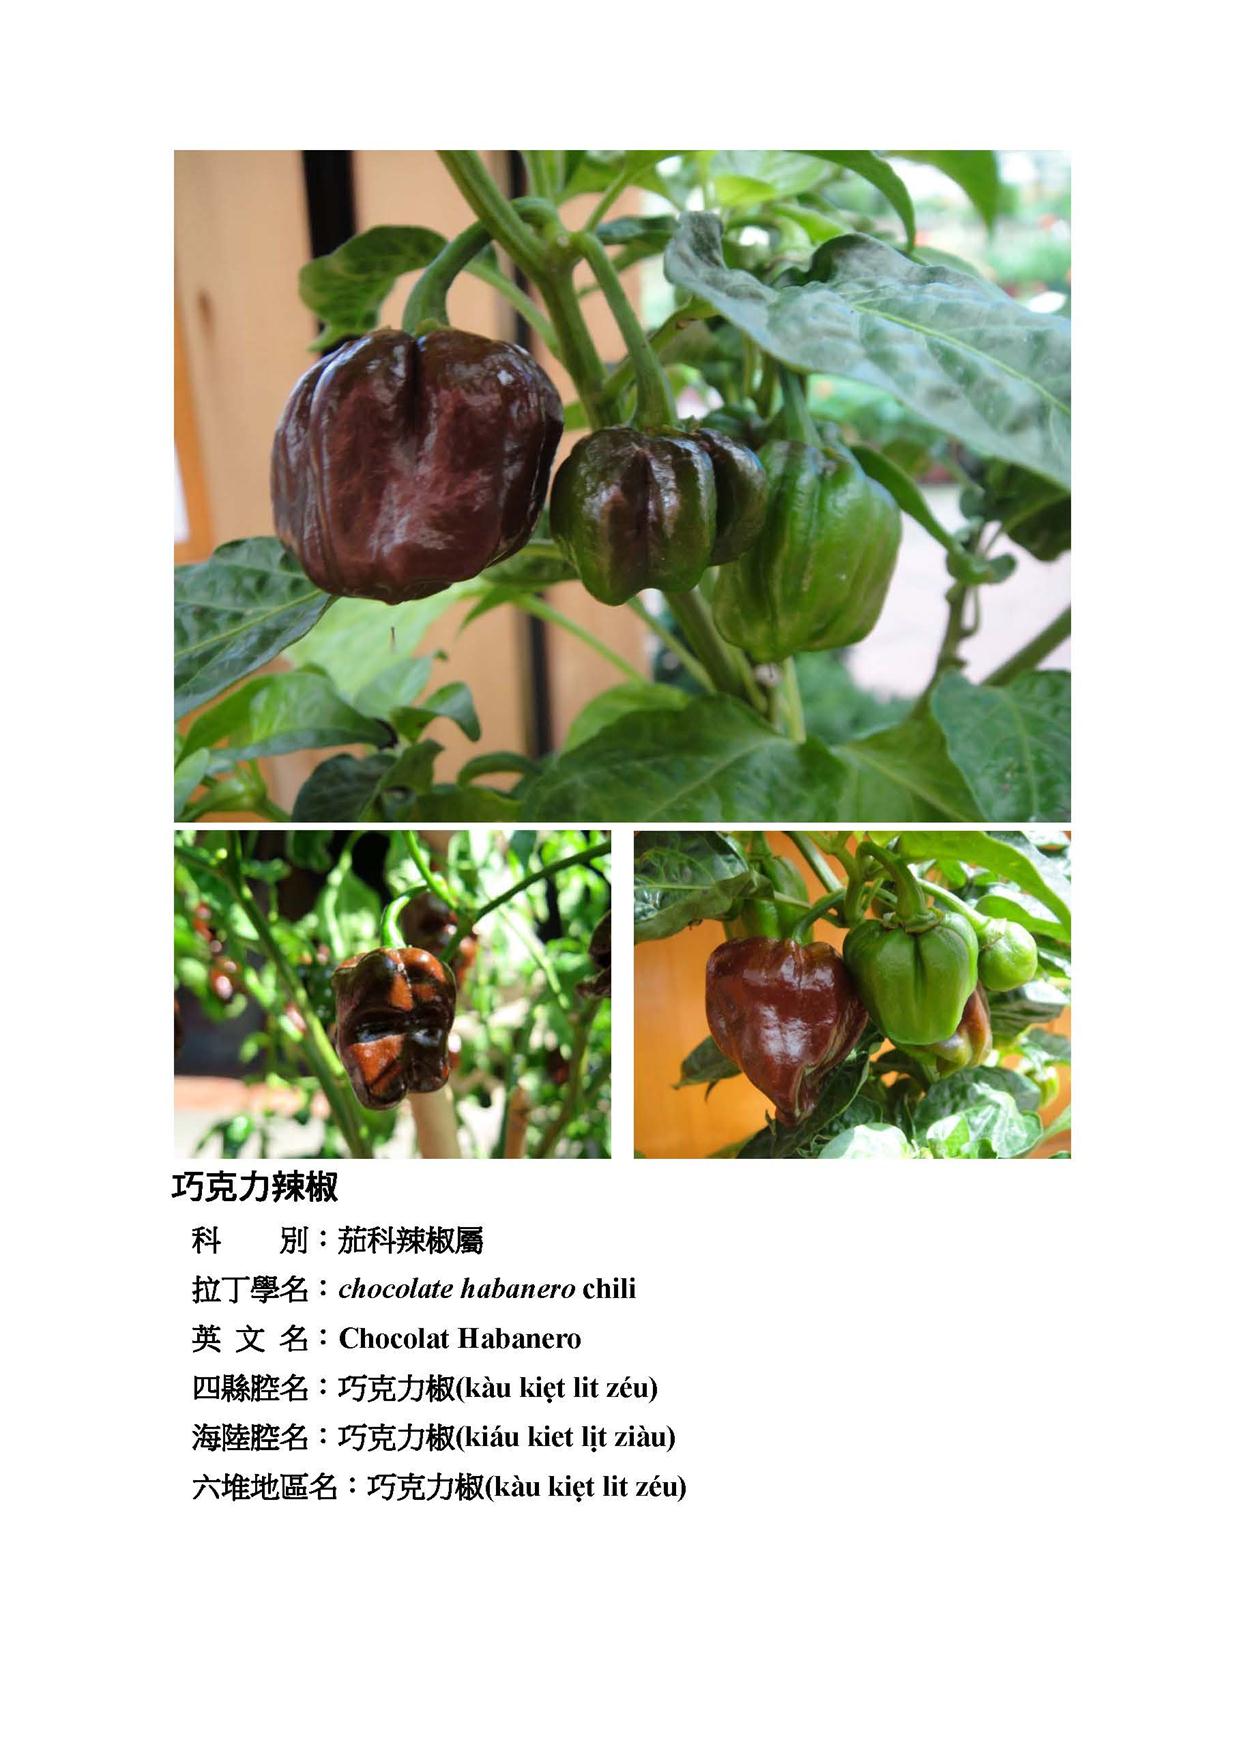 巧克力辣椒
科　　別：茄科辣椒屬
拉丁學名：chocolate habanero chili
英 文 名：Chocolat Habanero
四縣腔名：巧克力椒(kàu kiẹt lit zéu)
海陸腔名：巧克力椒(kiáu kiet lịt ziàu)
六堆地區名：巧克力椒(kàu kiẹt lit zéu)